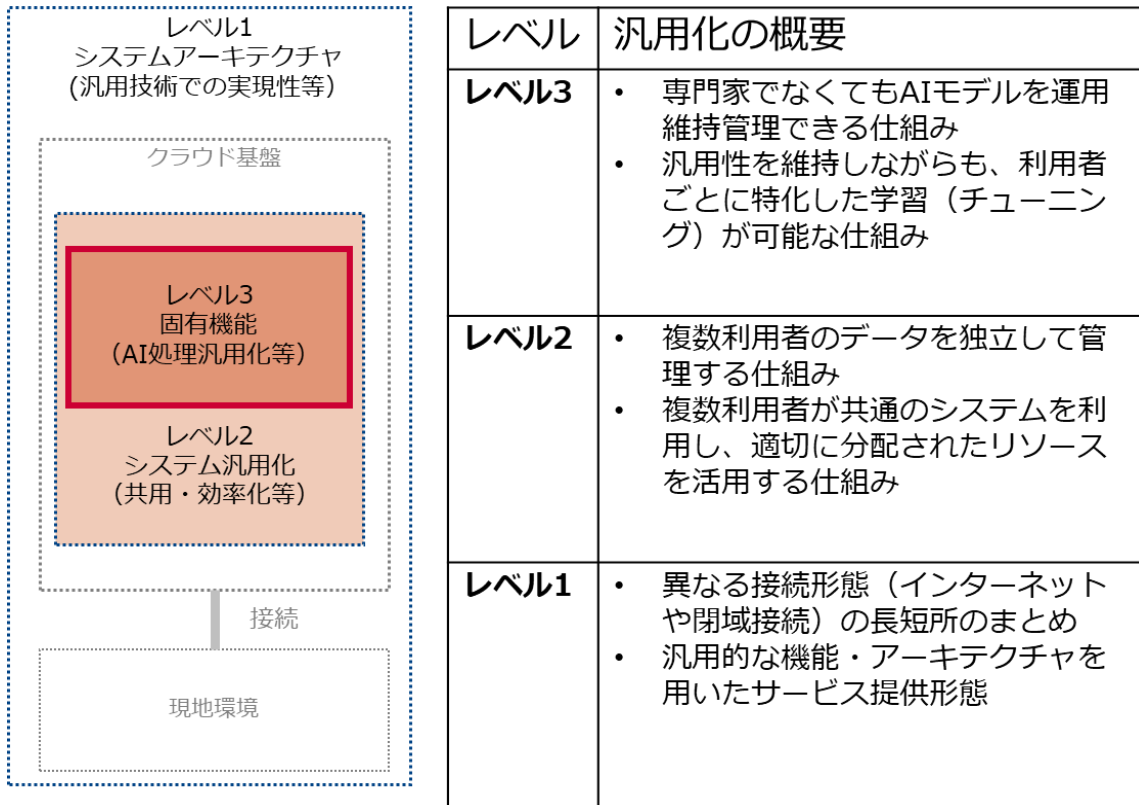 レベル1
システムアーキテクチャ
(汎用技術での実現性等)
クラウド基盤
レベル3
固有機能
(AI処理汎用化等)
レベル2
システム汎用化
(共用・効率化等)
接続
現地環境
レベル 汎用化の概要
レベル3 • 専門家でなくてもAIモデルを運用
維持管理できる仕組み
• 汎用性を維持しながらも、利用者
ごとに特化した学習（チューニン
グ）が可能な仕組み
レベル2 • 複数利用者のデータを独立して管
理する仕組み
• 複数利用者が共通のシステムを利
用し、適切に分配されたリソース
を活用する仕組み
レベル1 • 異なる接続形態（インターネット
や閉域接続）の長短所のまとめ
• 汎用的な機能・アーキテクチャを
用いたサービス提供形態